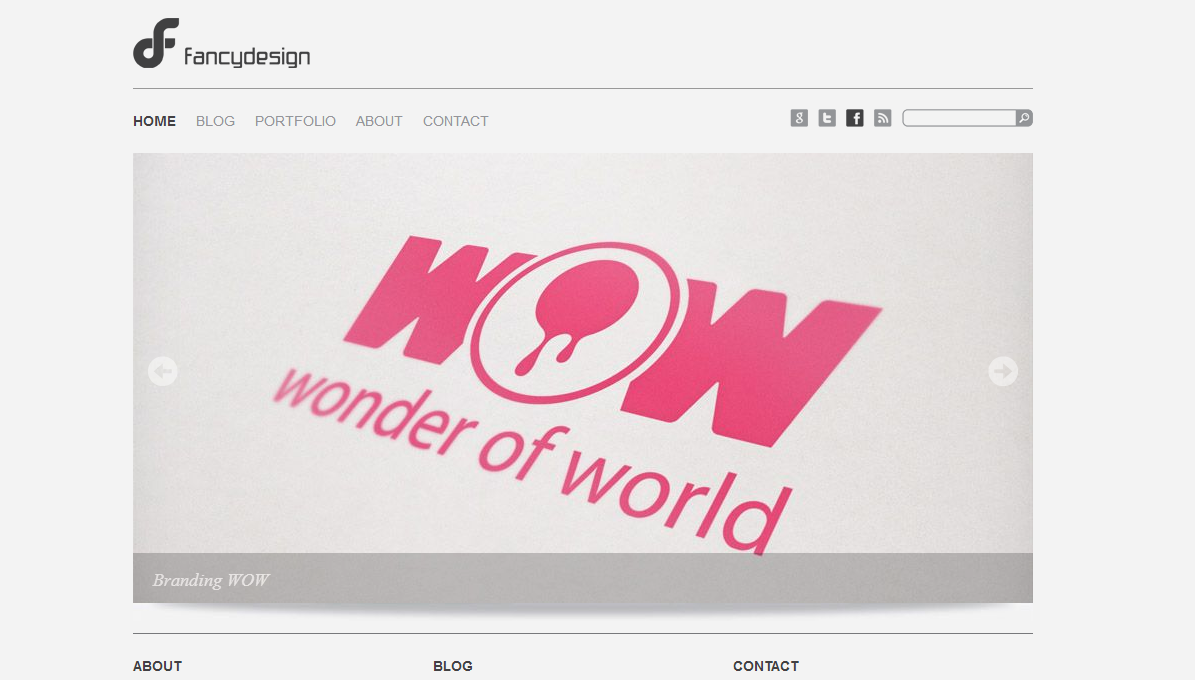 fancydesign
HOME BLOG PORTFOLIO ABOUT CONTACT
WOW
wonder of world
Branding WOW
ABOUT BLOG CONTACT